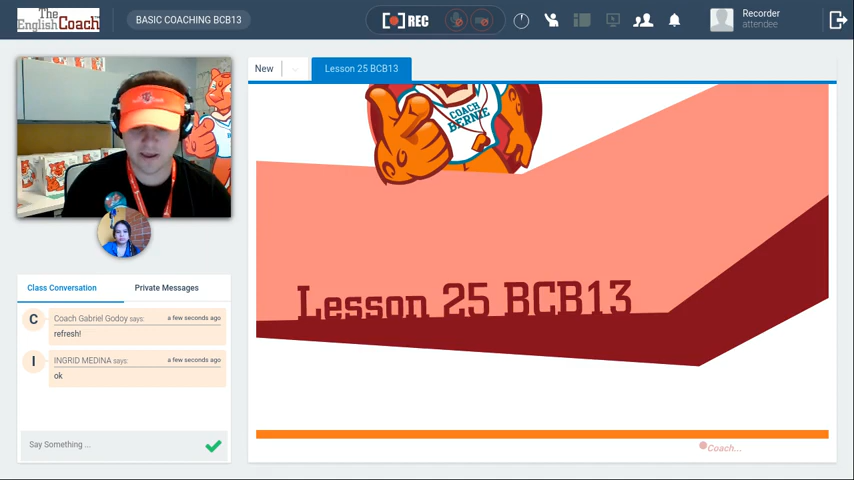 The
EnglishCoach
BASIC COACHING BCB13
REC
Recorder
attendee
New
Lesson 25 BCB13
COACH
BERNIE
Lesson 25 BCB13
Class Conversation
Private Messages
C
Coach Gabriel Godoy says:
a few seconds ago
refresh!
I
INGRID MEDINA says:
a few seconds ago
ok
Say Something ...
Coach...